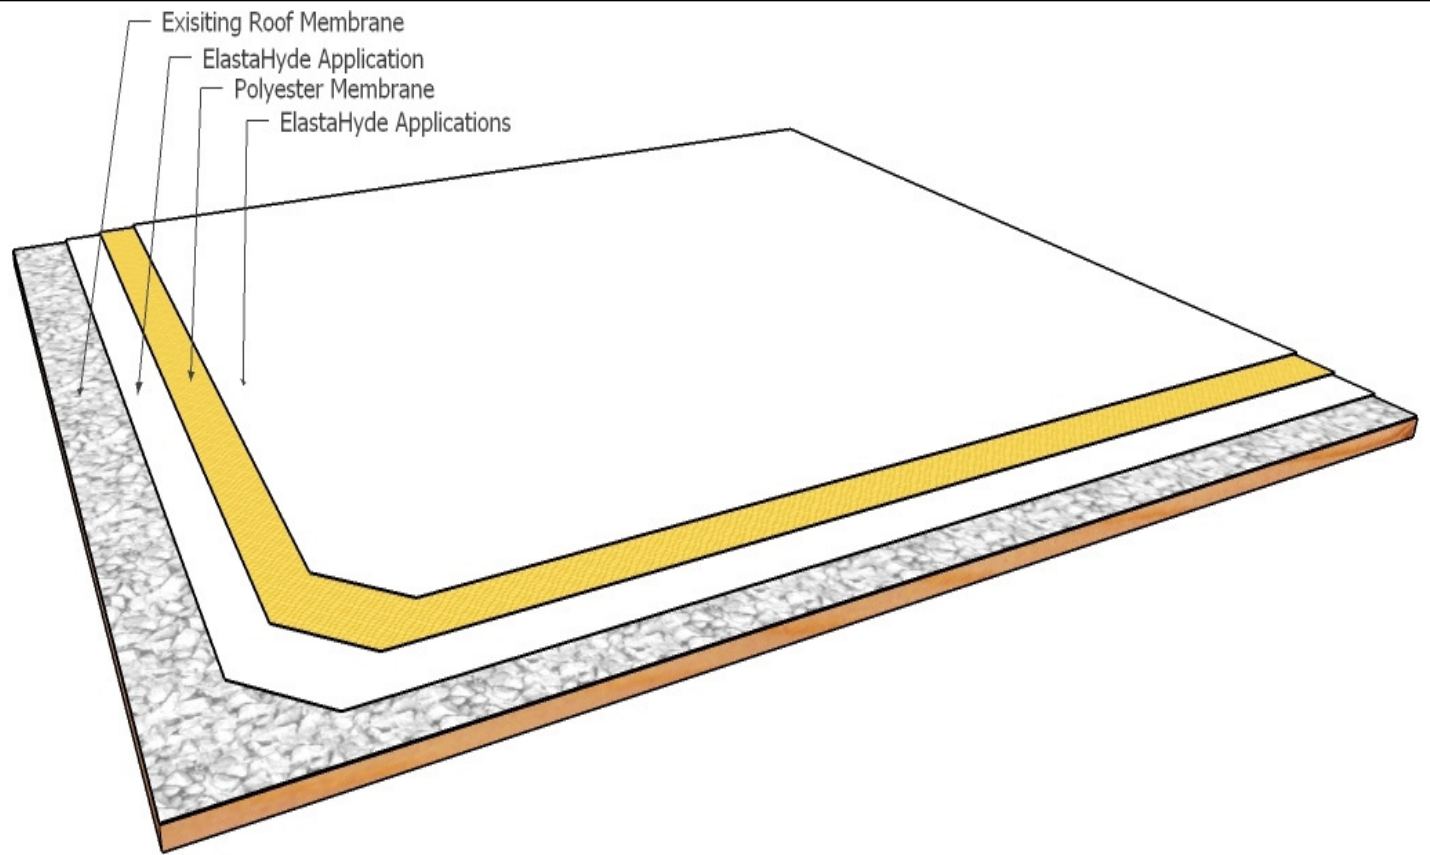 Exisiting Roof Membrane
ElastaHyde Application
Polyester Membrane
ElastaHyde Applications